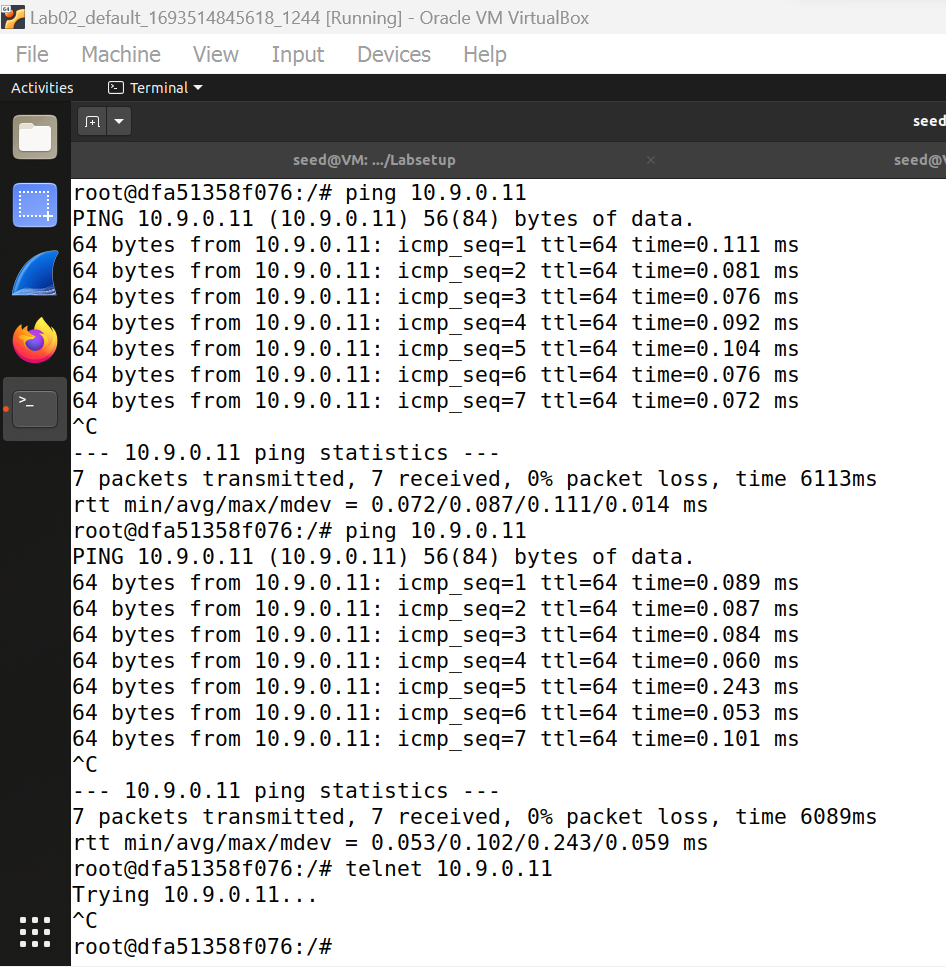 Lab02_default_1693514845618_1244 [Running] - Oracle VM VirtualBox
File Machine View Input Devices Help
Activities Terminal
seed
seed@VM: .../Labsetup × seed@V
root@dfa51358f076:/# ping 10.9.0.11
PING 10.9.0.11 (10.9.0.11) 56(84) bytes of data.
64 bytes from 10.9.0.11: icmp_seq=1 ttl=64 time=0.111 ms
64 bytes from 10.9.0.11: icmp_seq=2 ttl=64 time=0.081 ms
64 bytes from 10.9.0.11: icmp_seq=3 ttl=64 time=0.076 ms
64 bytes from 10.9.0.11: icmp_seq=4 ttl=64 time=0.092 ms
64 bytes from 10.9.0.11: icmp_seq=5 ttl=64 time=0.104 ms
64 bytes from 10.9.0.11: icmp_seq=6 ttl=64 time=0.076 ms
64 bytes from 10.9.0.11: icmp_seq=7 ttl=64 time=0.072 ms
^C
--- 10.9.0.11 ping statistics ---
7 packets transmitted, 7 received, 0% packet loss, time 6113ms
rtt min/avg/max/mdev = 0.072/0.087/0.111/0.014 ms
root@dfa51358f076:/# ping 10.9.0.11
PING 10.9.0.11 (10.9.0.11) 56(84) bytes of data.
64 bytes from 10.9.0.11: icmp_seq=1 ttl=64 time=0.089 ms
64 bytes from 10.9.0.11: icmp_seq=2 ttl=64 time=0.087 ms
64 bytes from 10.9.0.11: icmp_seq=3 ttl=64 time=0.084 ms
64 bytes from 10.9.0.11: icmp_seq=4 ttl=64 time=0.060 ms
64 bytes from 10.9.0.11: icmp_seq=5 ttl=64 time=0.243 ms
64 bytes from 10.9.0.11: icmp_seq=6 ttl=64 time=0.053 ms
64 bytes from 10.9.0.11: icmp_seq=7 ttl=64 time=0.101 ms
^C
--- 10.9.0.11 ping statistics ---
7 packets transmitted, 7 received, 0% packet loss, time 6089ms
rtt min/avg/max/mdev = 0.053/0.102/0.243/0.059 ms
root@dfa51358f076:/# telnet 10.9.0.11
Trying 10.9.0.11...
^C
root@dfa51358f076:/#